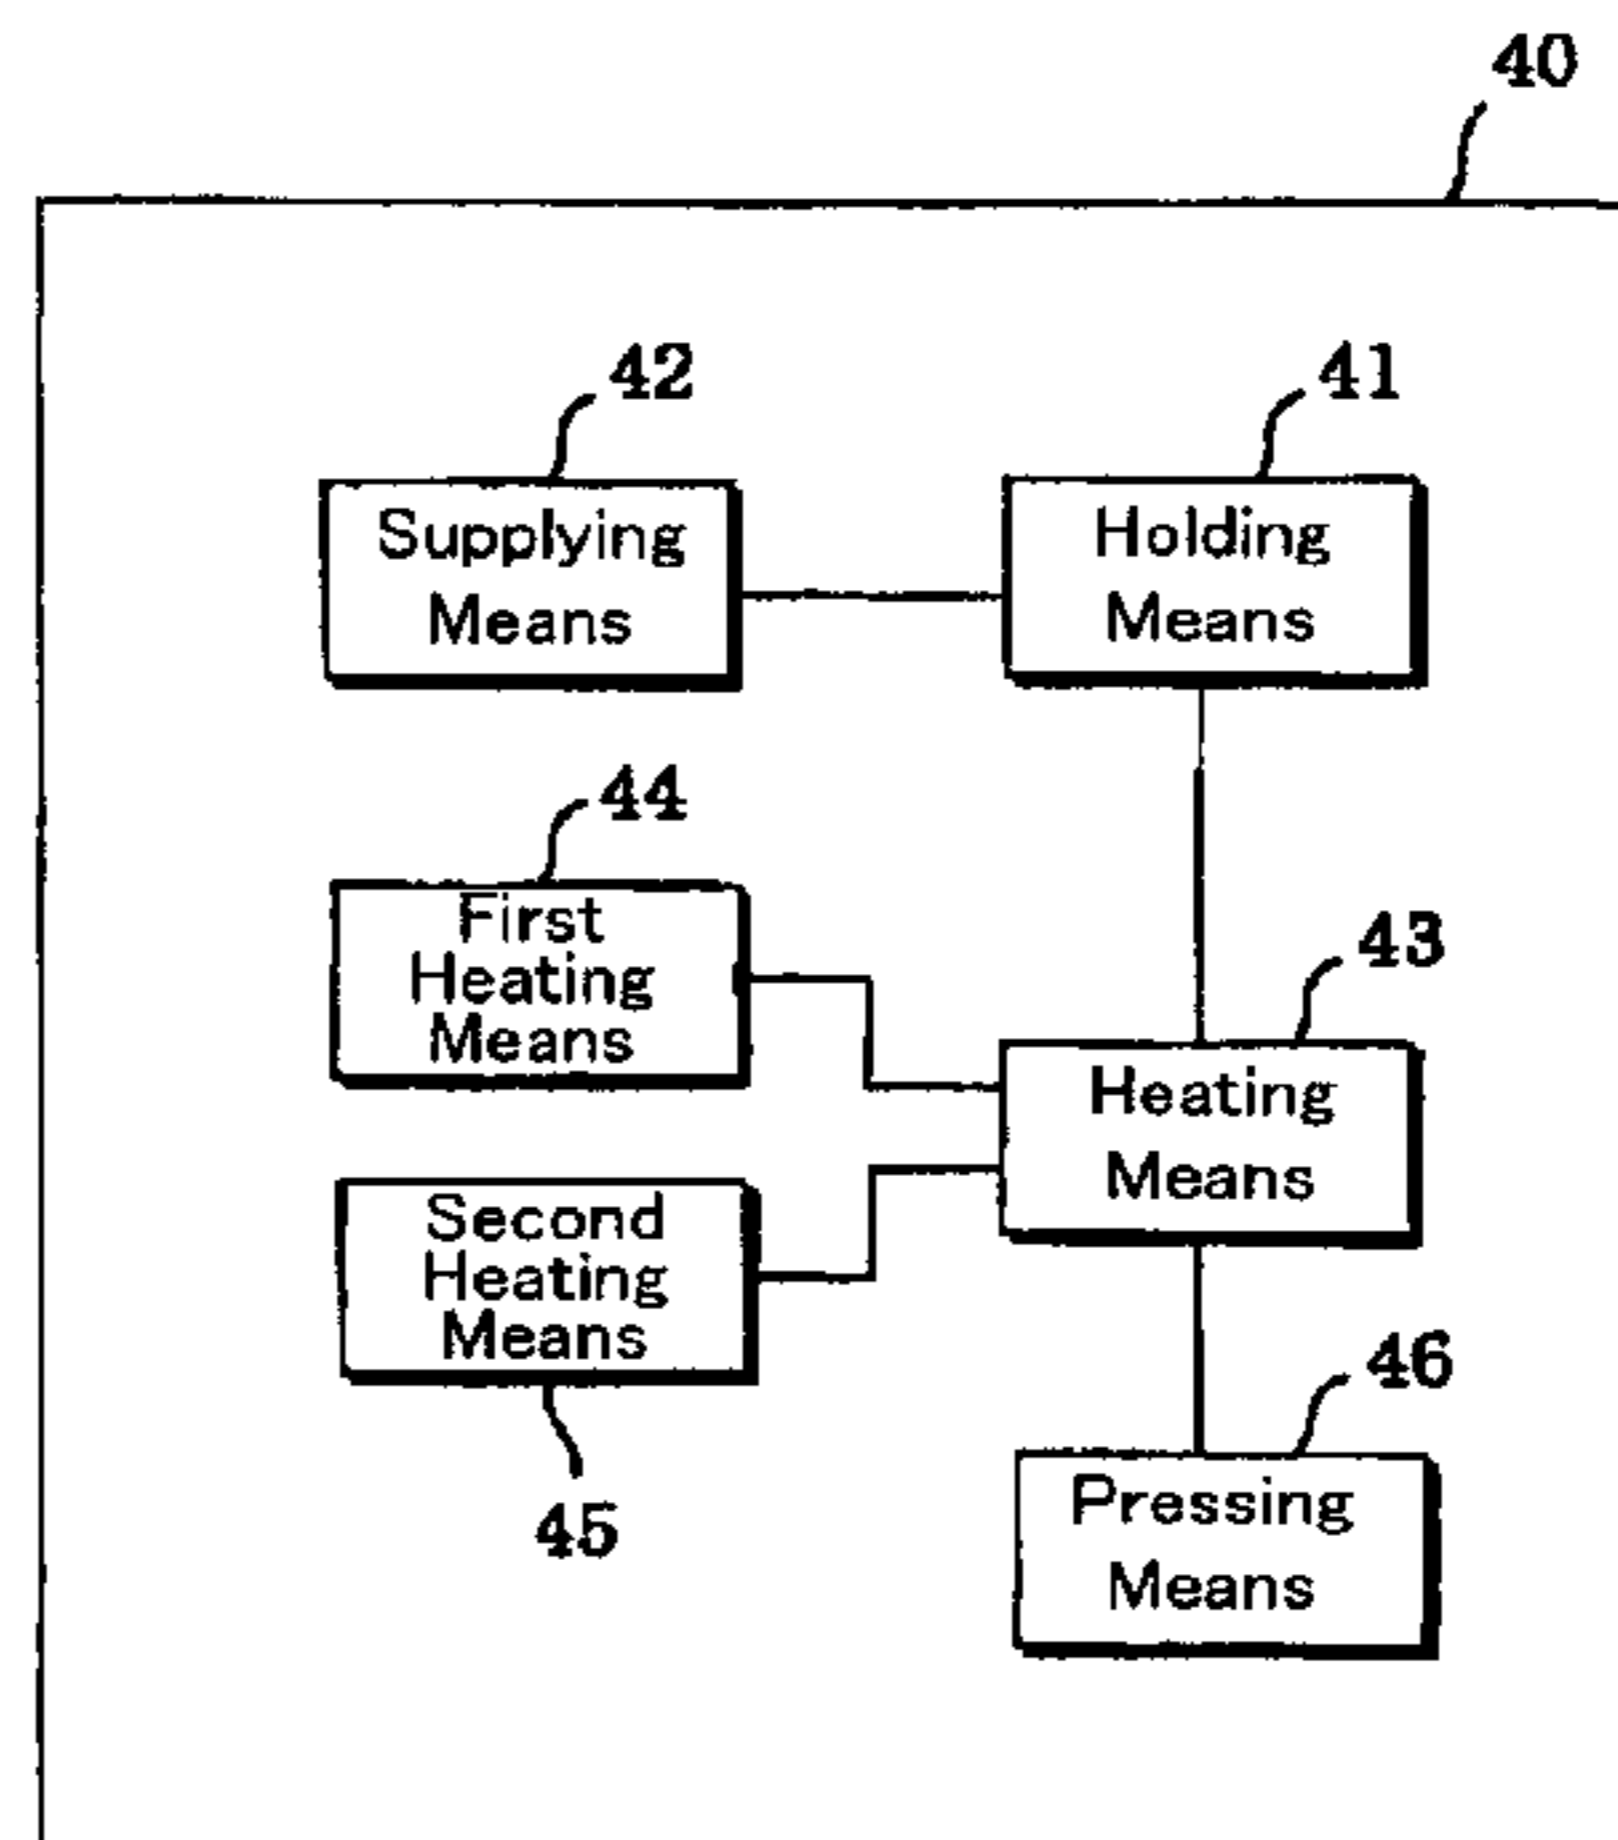 40
42
41
Supplying
Means
Holding
Means
44
First
Heating
Means
43
Heating
Means
Second
Heating
Means
45
46
Pressing
Means